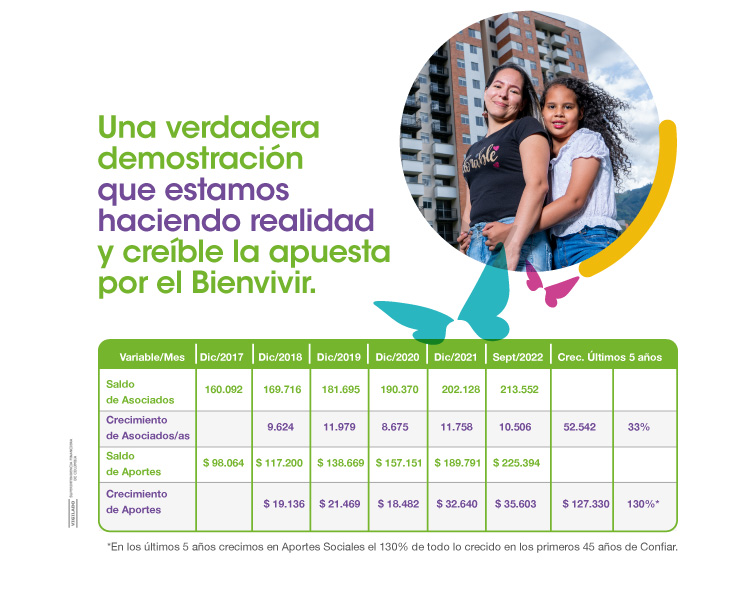 Una verdadera
demostración
que estamos
haciendo realidad
y creíble la apuesta
por el Bienvivir.
Variable/Mes Dic/2017 Dic/2018 Dic/2019 Dic/2020 Dic/2021 Sept/2022 Crec. Últimos 5 años
Saldo
de Asociados 160.092 169.716 181.695 190.370 202.128 213.552
Crecimiento
de Asociados/as 9.624 11.979 8.675 11.758 10.506 52.542 33%
Saldo
de Aportes $ 98.064 $ 117.200 $ 138.669 $ 157.151 $ 189.791 $ 225.394
Crecimiento
de Aportes $ 19.136 $ 21.469 $ 18.482 $ 32.640 $ 35.603 $ 127.330 130%*
*En los últimos 5 años crecimos en Aportes Sociales el 130% de todo lo crecido en los primeros 45 años de Confiar.
VIGILADO SUPERINTENDENCIA FINANCIERA
DE COLOMBIA